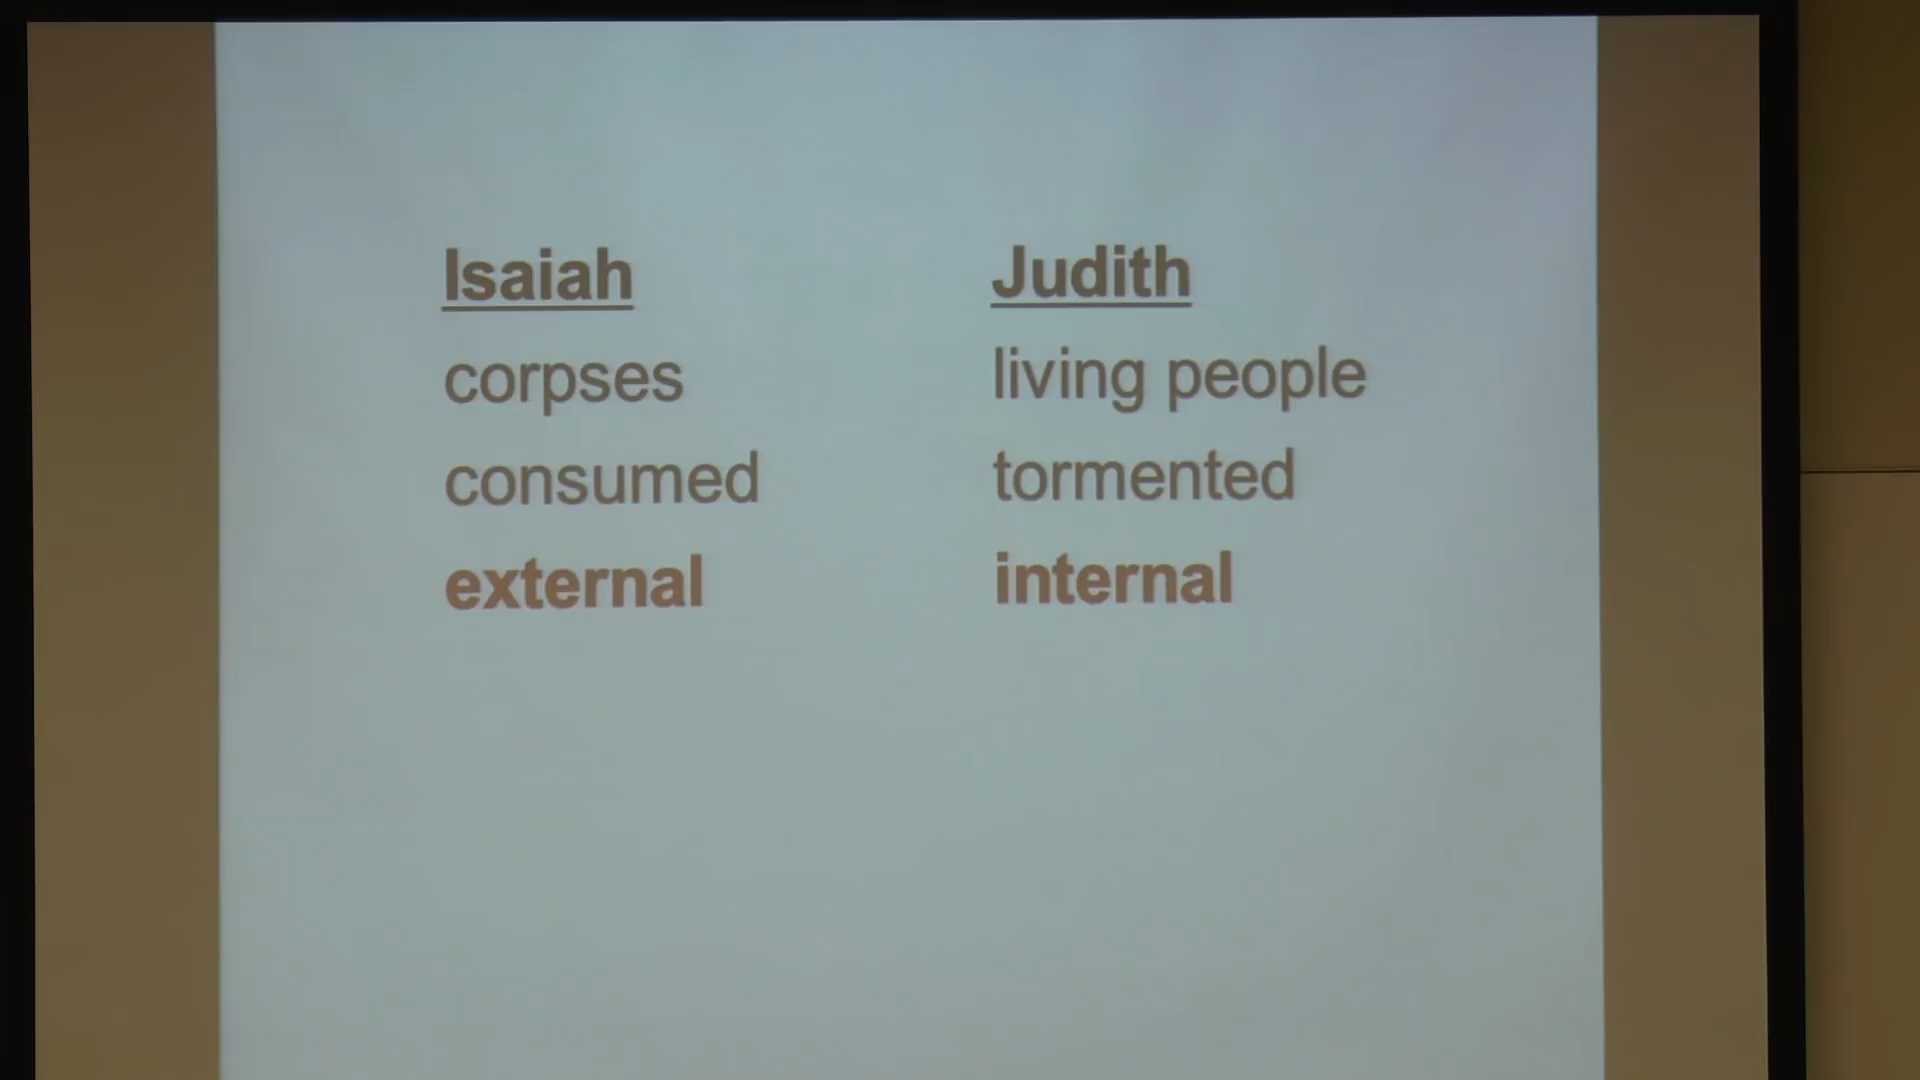 Isaiah
Judith
corpses
living people
consumed
tormented
external
internal